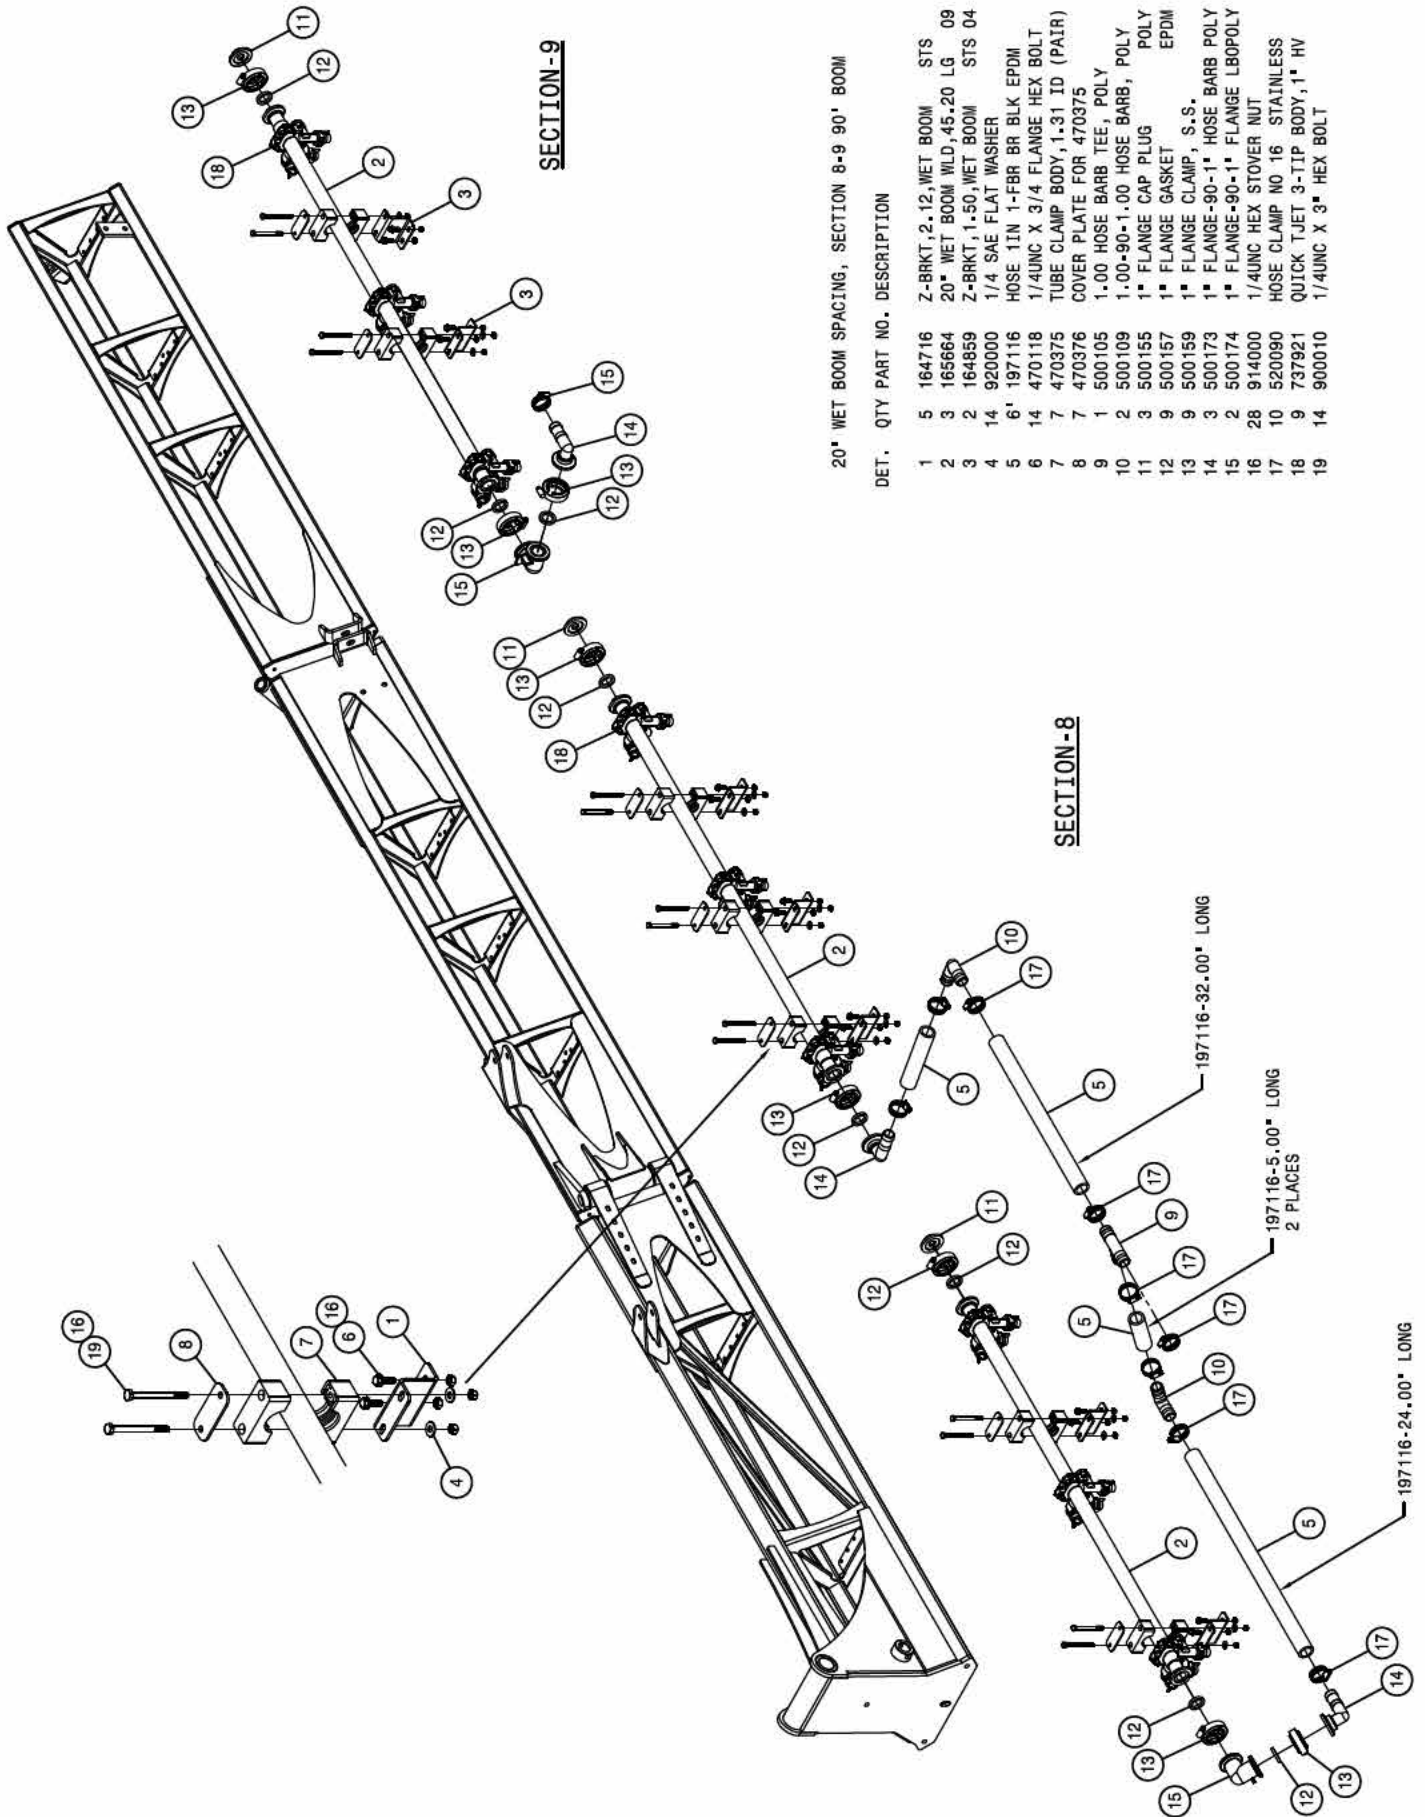 16
19
8
7
16
6
1
4
11
12
13
18
2
3
3
15
14
13
12
12
13
15
SECTION-9
11
13
12
18
2
13
12
14
5
10
17
5
197116-32.00" LONG
17
9
17
17
5
197116-5.00" LONG
2 PLACES
10
17
5
197116-24.00" LONG
17
14
13
12
15
13
12
2
11
12
12
SECTION-8
20" WET BOOM SPACING, SECTION 8-9 90' BOOM
DET. QTY PART NO. DESCRIPTION
1 5 164716 Z-BRKT,2.12,WET BOOM STS
2 3 165664 20" WET BOOM WLD,45.20 LG 09
3 2 164859 Z-BRKT,1.50,WET BOOM STS 04
4 14 920000 1/4 SAE FLAT WASHER
5 6' 197116 HOSE 1IN 1-FBR BR BLK EPDM
6 14 470118 1/4UNC X 3/4 FLANGE HEX BOLT
7 7 470375 TUBE CLAMP BODY,1.31 ID (PAIR)
8 7 470376 COVER PLATE FOR 470375
9 1 500105 1.00 HOSE BARB TEE, POLY
10 2 500109 1.00-90-1.00 HOSE BARB, POLY
11 3 500155 1" FLANGE CAP PLUG POLY
12 9 500157 1" FLANGE GASKET EPDM
13 9 500159 1" FLANGE CLAMP, S.S.
14 3 500173 1" FLANGE-90-1" HOSE BARB POLY
15 2 500174 1" FLANGE-90-1" FLANGE LBOPOLY
16 28 914000 1/4UNC HEX STOVER NUT
17 10 520090 HOSE CLAMP NO 16 STAINLESS
18 9 737921 QUICK TJET 3-TIP BODY,1" HV
19 14 900010 1/4UNC X 3" HEX BOLT